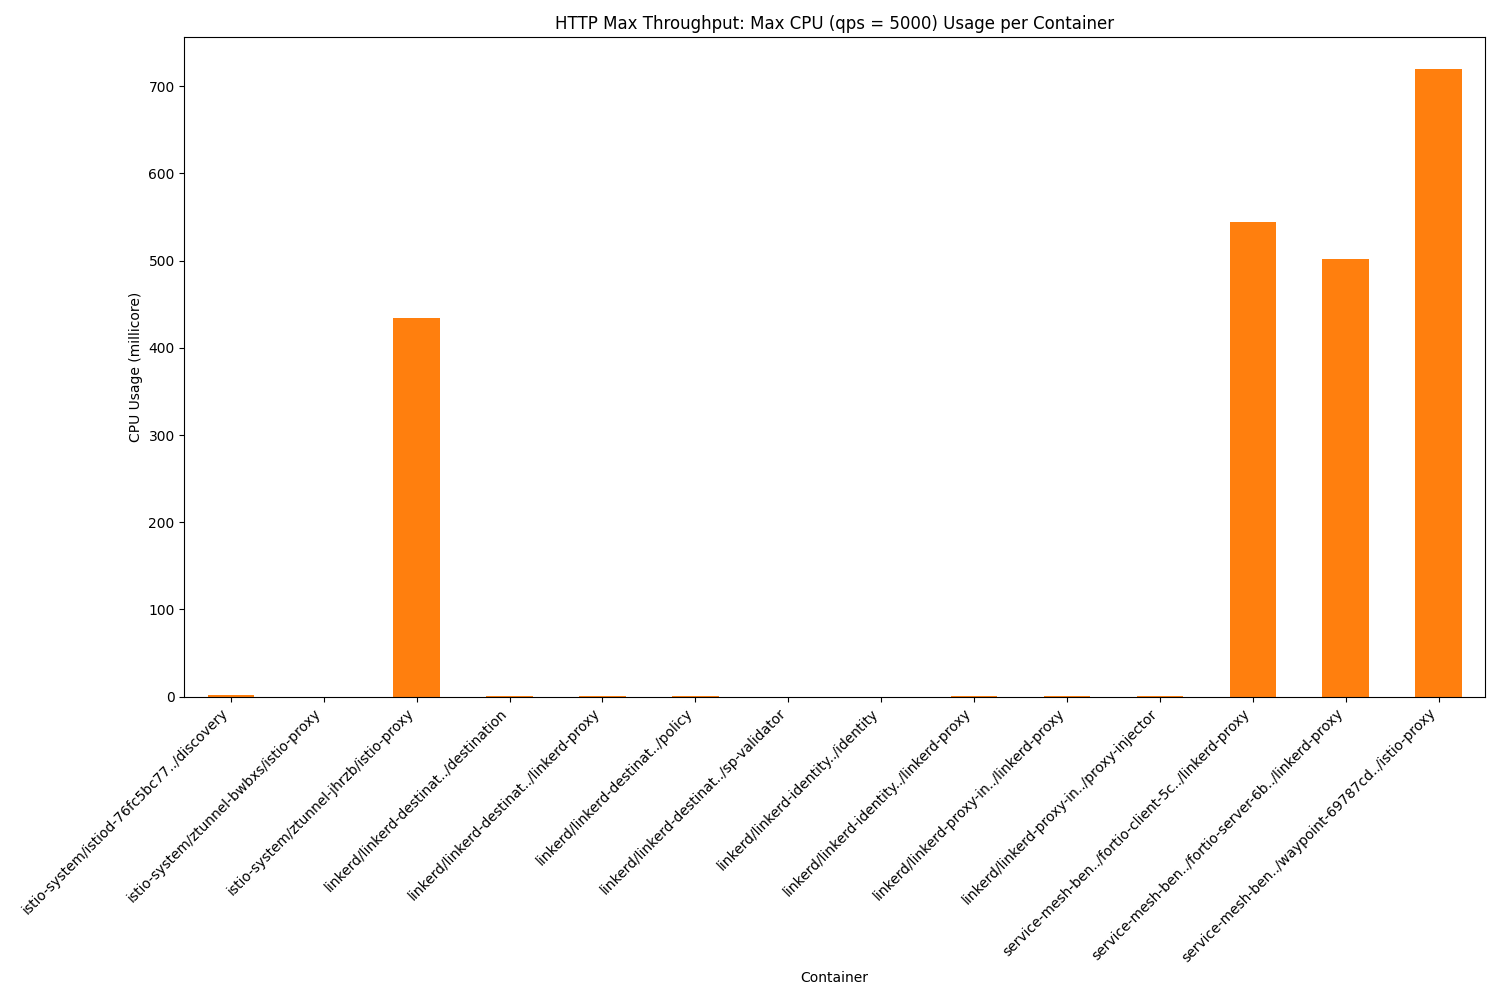 HTTP Max Throughput: Max CPU (qps = 5000) Usage per Container
CPU Usage (millicore)
700
600
500
400
300
200
100
0
istio-system/istiod-76fc5bc77../discovery
istio-system/ztunnel-bwbxs/istio-proxy
istio-system/ztunnel-jhrzb/istio-proxy
linkerd/linkerd-destinat../destination
linkerd/linkerd-destinat../linkerd-proxy
linkerd/linkerd-destinat../policy
linkerd/linkerd-destinat../sp-validator
linkerd/linkerd-identity../identity
linkerd/linkerd-identity../linkerd-proxy
linkerd/linkerd-proxy-in../linkerd-proxy
linkerd/linkerd-proxy-in../proxy-injector
service-mesh-ben../fortio-client-5c../linkerd-proxy
service-mesh-ben../fortio-server-6b../linkerd-proxy
service-mesh-ben../waypoint-69787cd../istio-proxy
Container